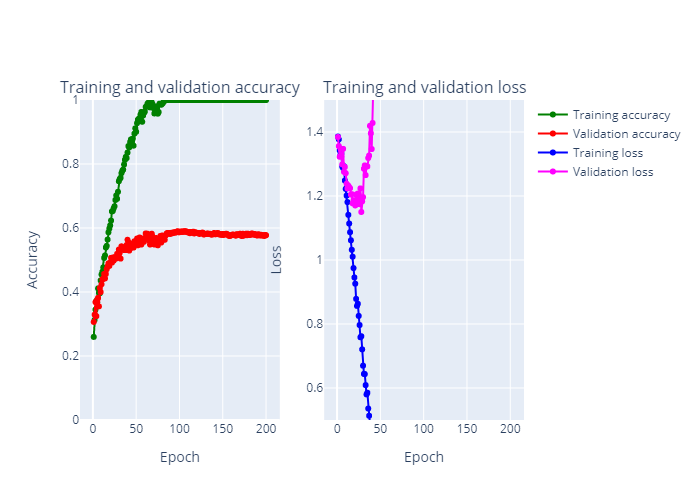 Training and validation accuracy
Training and validation loss
1
0.8
0.6
0.4
0.2
0
0 50 100 150 200
Epoch
Accuracy
1.4
1.2
1
0.8
0.6
0 50 100 150 200
Epoch
Loss
Training accuracy
Validation accuracy
Training loss
Validation loss